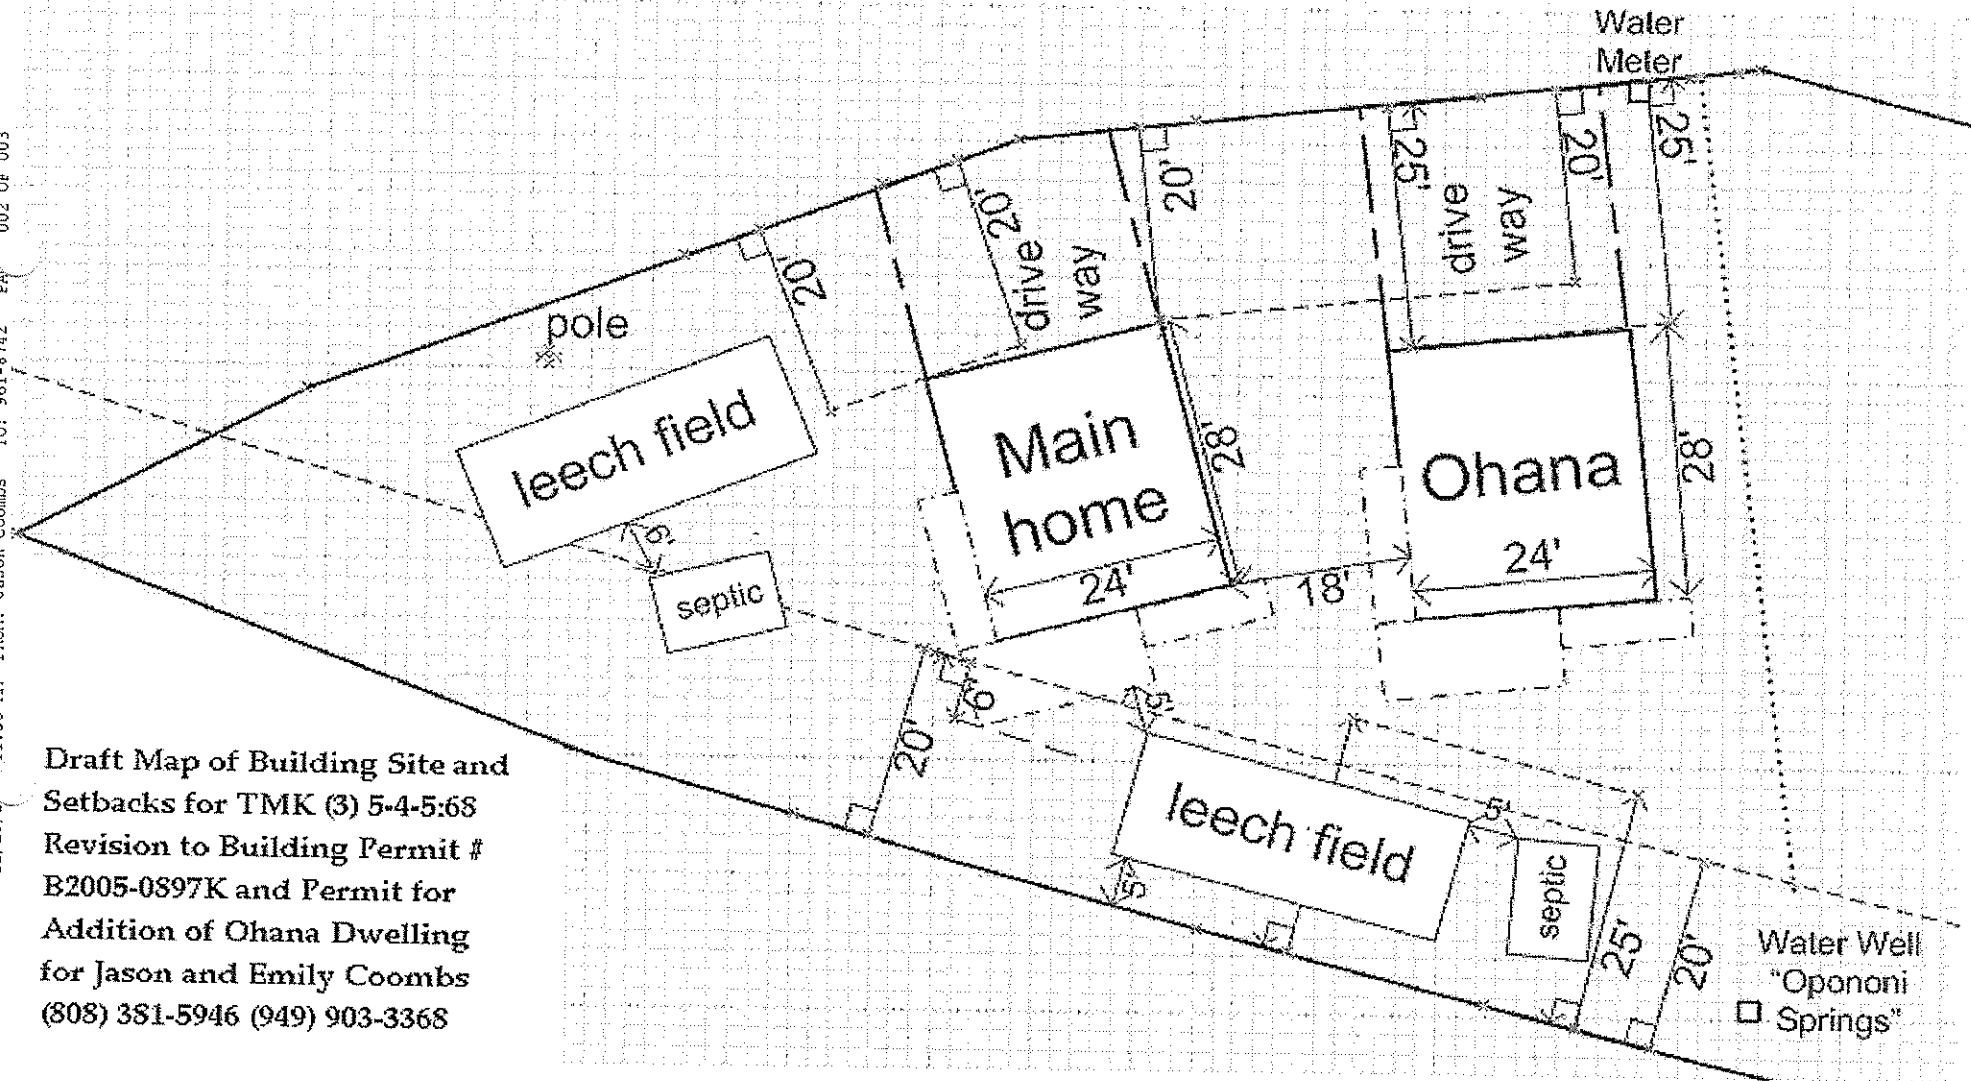 Water
Meter
20'
20'
20'
25'
20'
25'
drive
way
drive
way
pole
leech field
Main
home
28'
24'
Ohana
28'
24'
18'
septic
20'
5'
leech field
5'
5'
septic
25'
20'
Water Well
"Opononi
Springs"
Draft Map of Building Site and
Setbacks for TMK (3) 5-4-5:68
Revision to Building Permit #
B2005-0897K and Permit for
Addition of Ohana Dwelling
for Jason and Emily Coombs
(808) 381-5946 (949) 903-3368
002 OF 003